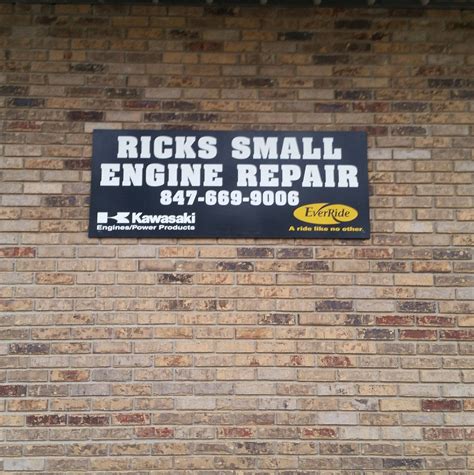 RICKS SMALL
ENGINE REPAIR
847-669-9006
Kawasaki
Engines/Power Products
EverRide
A ride like no other.